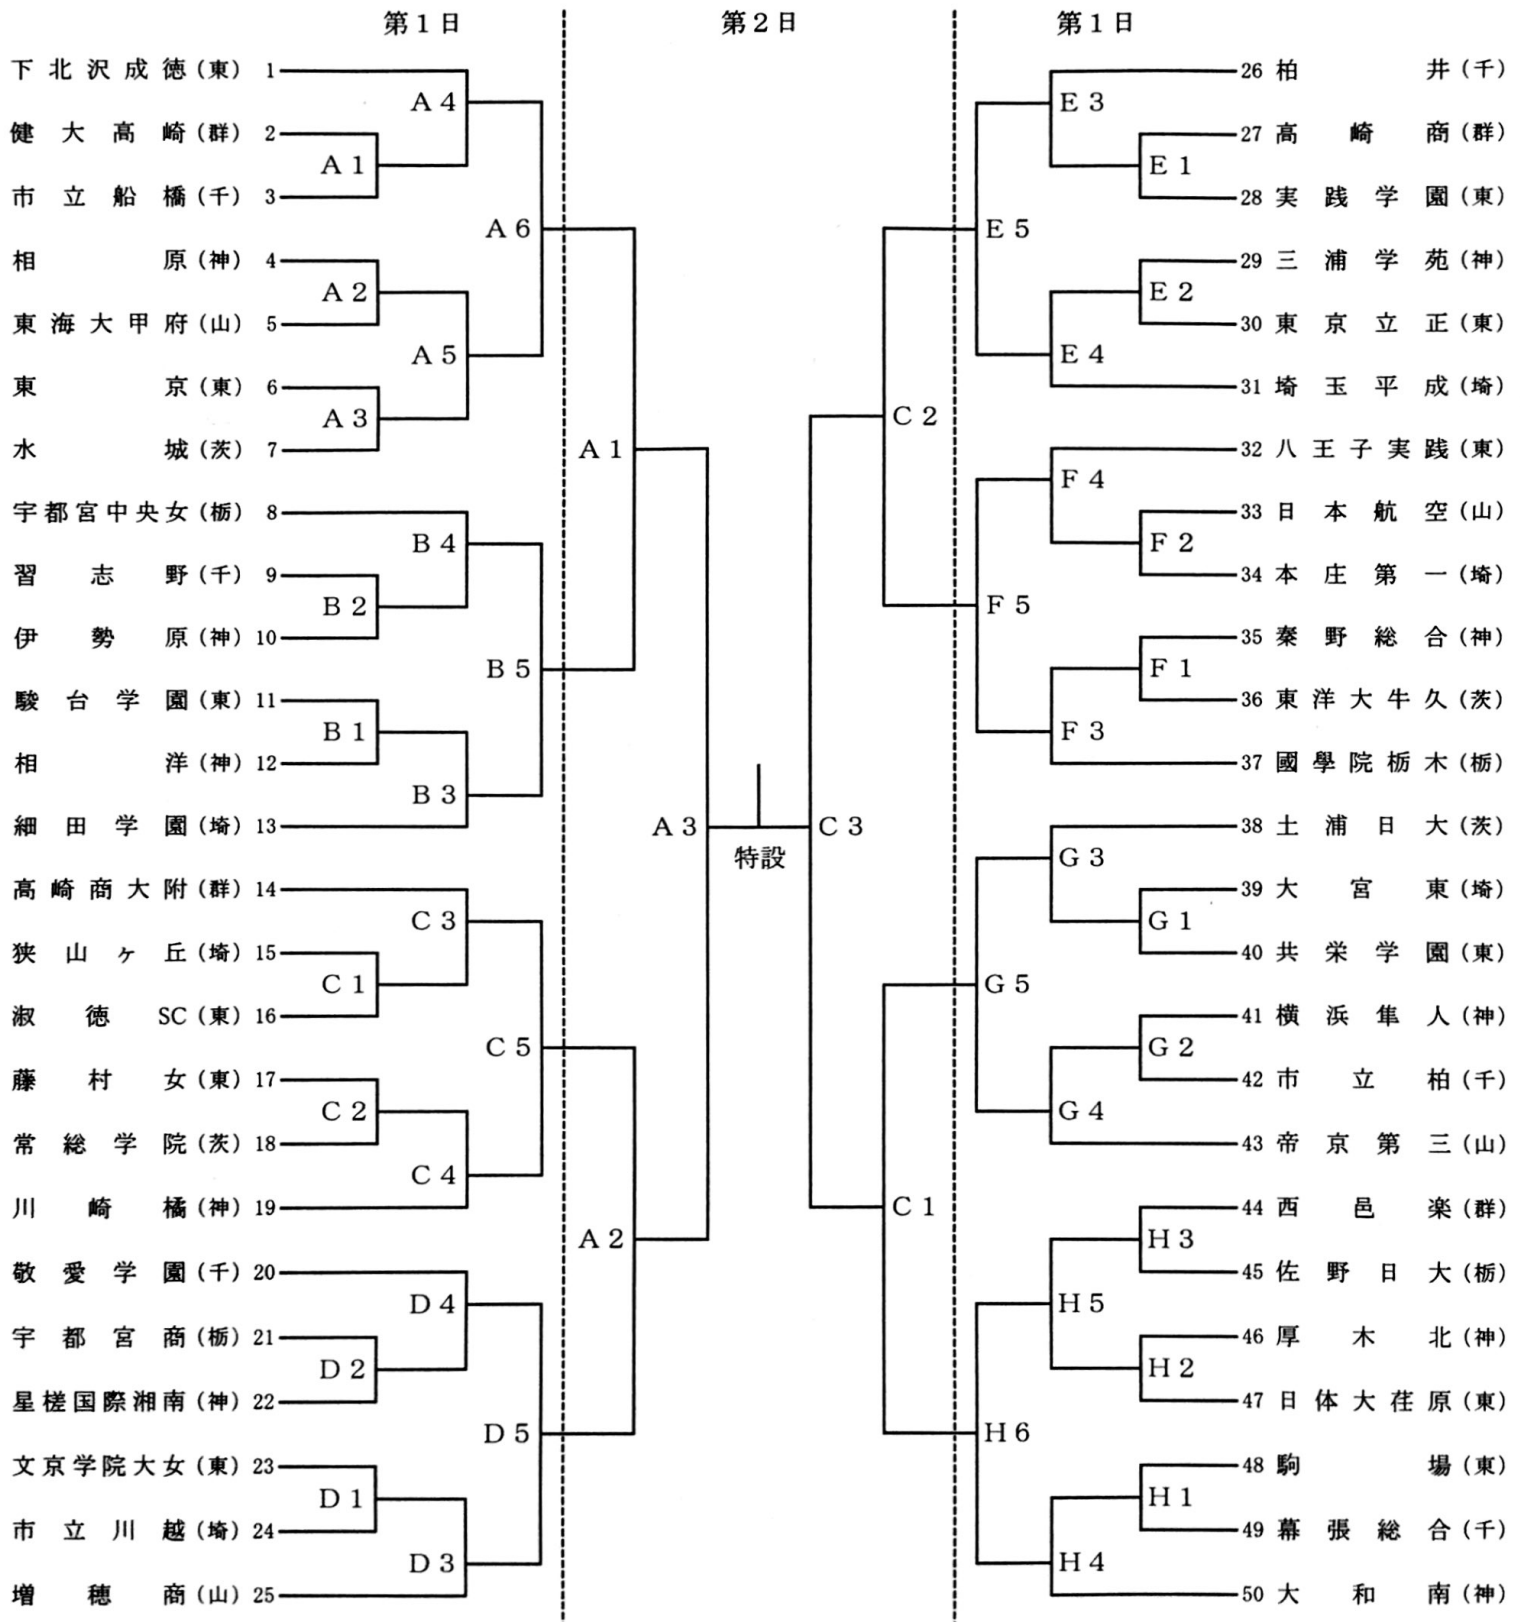 第1日 第2日 第1日
下北沢成徳(東) 1
健大高崎(群) 2
市立船橋(千) 3
相原(神) 4
東海大甲府(山) 5
東京(東) 6
水城(茨) 7
宇都宮中央女(栃) 8
習志野(千) 9
伊勢原(神) 10
駿台学園(東) 11
相洋(神) 12
細田学園(埼) 13
高崎商大附(群) 14
狭山ヶ丘(埼) 15
淑徳SC(東) 16
藤村女(東) 17
常総学院(茨) 18
川崎橘(神) 19
敬愛学園(千) 20
宇都宮商(栃) 21
星槎国際湘南(神) 22
文京学院大女(東) 23
市立川越(埼) 24
増穂商(山) 25
A4
A1
A6
A2
A5
A3
B4
B2
B5
B1
B3
C3
C1
C5
C2
C4
D4
D2
D5
D1
D3
A1
A2
A3
特設
C3
C2
C1
E3
E1
E5
E2
E4
F4
F2
F5
F1
F3
G3
G1
G5
G2
G4
H3
H5
H2
H6
H1
H4
26 柏井(千)
27 高崎商(群)
28 実践学園(東)
29 三浦学苑(神)
30 東京立正(東)
31 埼玉平成(埼)
32 八王子実践(東)
33 日本航空(山)
34 本庄第一(埼)
35 秦野総合(神)
36 東洋大牛久(茨)
37 國學院栃木(栃)
38 土浦日大(茨)
39 大宮東(埼)
40 共栄学園(東)
41 横浜隼人(神)
42 市立柏(千)
43 帝京第三(山)
44 西邑楽(群)
45 佐野日大(栃)
46 厚木北(神)
47 日体大荏原(東)
48 駒場(東)
49 幕張総合(千)
50 大和南(神)